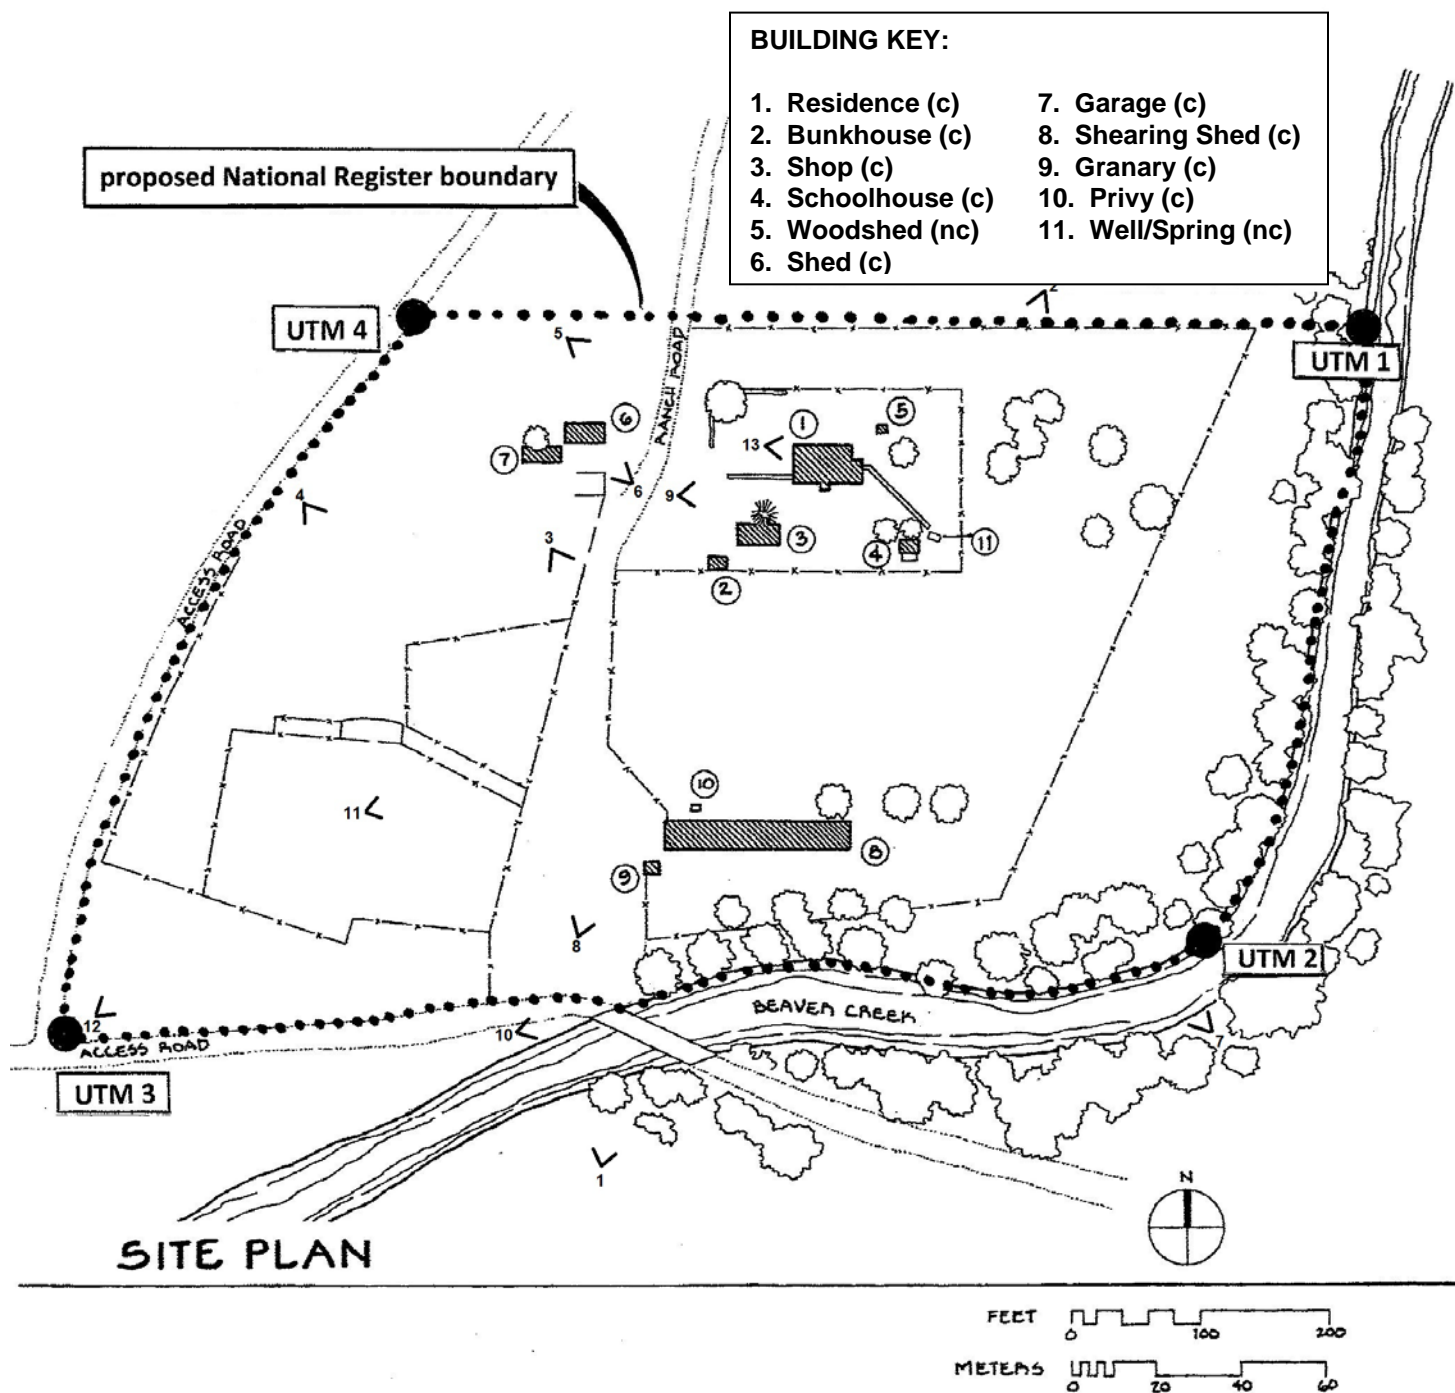 BUILDING KEY:
1. Residence (c)
2. Bunkhouse (c)
3. Shop (c)
4. Schoolhouse (c)
5. Woodshed (nc)
6. Shed (c)
7. Garage (c)
8. Shearing Shed (c)
9. Granary (c)
10. Privy (c)
11. Well/Spring (nc)
proposed National Register boundary
2
UTM 4
UTM 1
5
RANCH ROAD
6
1
5
13
7
4
6
9
3
3
4
11
2
ACCESS ROAD
10
11
8
9
8
UTM 2
BEAVER CREEK
12
ACCESS ROAD
10
UTM 3
1
N
SITE PLAN
FEET
0 100 200
METERS
0 20 40 60